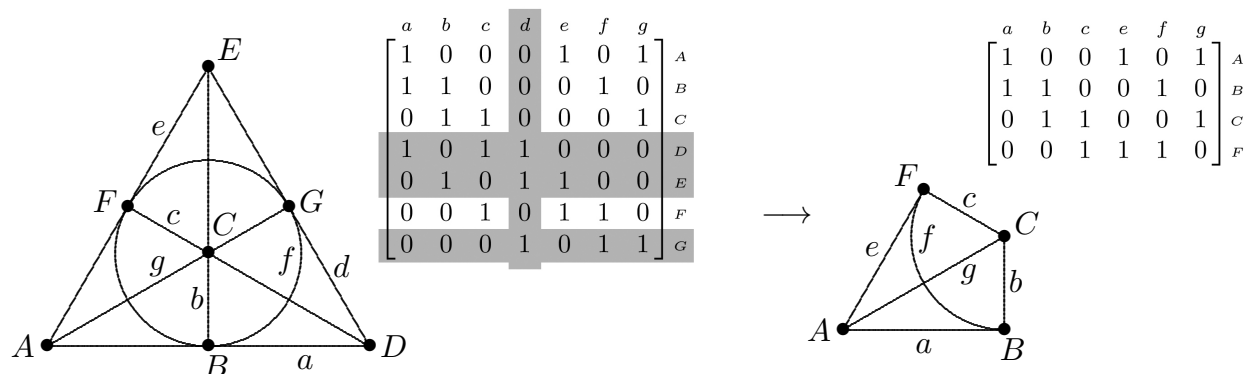 E
e
F
c
C
G
g
f
d
b
A
B
a
D
a b c d e f g
1 0 0 0 1 0 1 A
1 1 0 0 0 1 0 B
0 1 1 0 0 0 1 C
1 0 1 1 0 0 0 D
0 1 0 1 1 0 0 E
0 0 1 0 1 1 0 F
0 0 0 1 0 1 1 G
→
a b c e f g
1 0 0 1 0 1 A
1 1 0 0 1 0 B
0 1 1 0 0 1 C
0 0 1 1 1 0 F
F
c
C
e
f
g
b
A
a
B